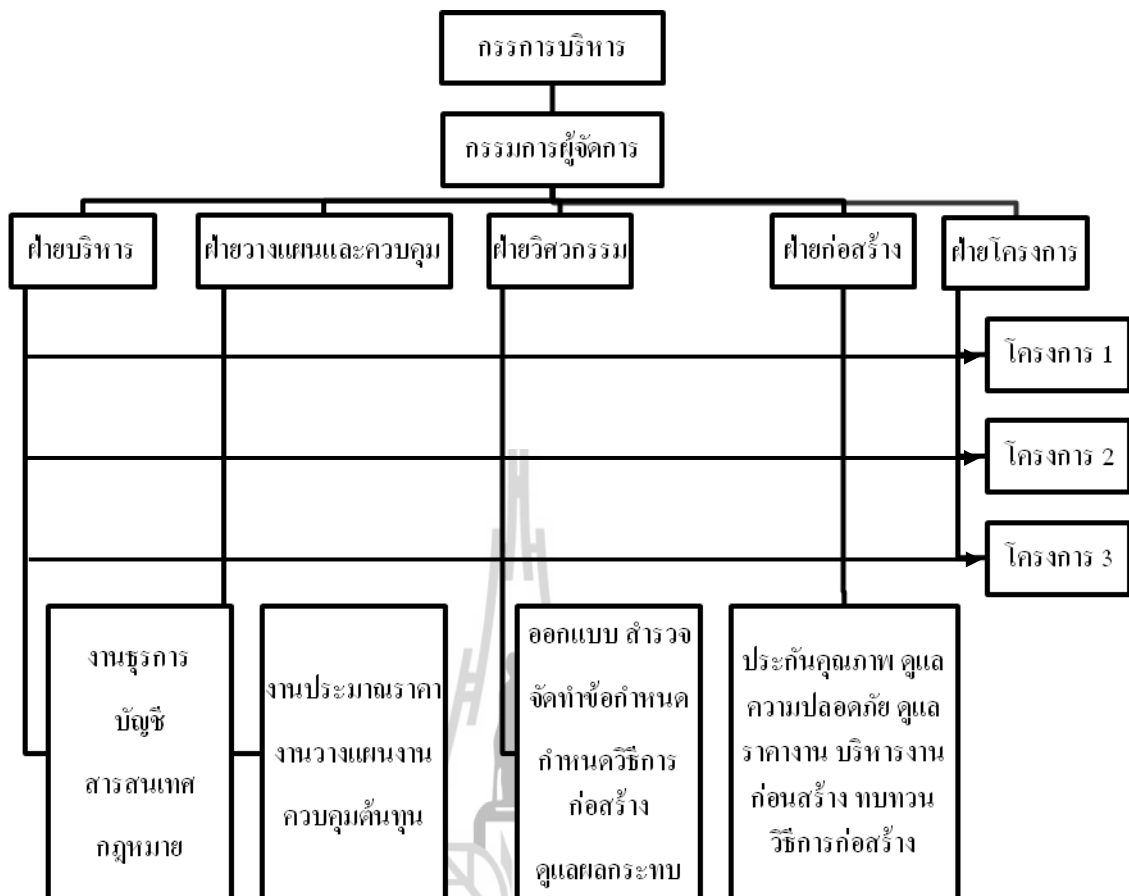 กรรการบริหาร
กรรมการผู้จัดการ
ฝ่ายบริหาร
ฝ่ายวางแผนและควบคุม
ฝ่ายวิศวกรรม
ฝ่ายก่อสร้าง
ฝ่ายโครงการ
โครงการ 1
โครงการ 2
โครงการ 3
งานธุรการ
บัญชี
สารสนเทศ
กฎหมาย
งานประมาณราคา
งานวางแผนงาน
ควบคุมต้นทุน
ออกแบบ สำรวจ
จัดทำข้อกำหนด
กำหนดวิธีการ
ก่อสร้าง
ดูแลผลกระทบ
ประกันคุณภาพ ดูแล
ความปลอดภัย ดูแล
ราคางาน บริหารงาน
ก่อนสร้าง ทบทวน
วิธีการก่อสร้าง